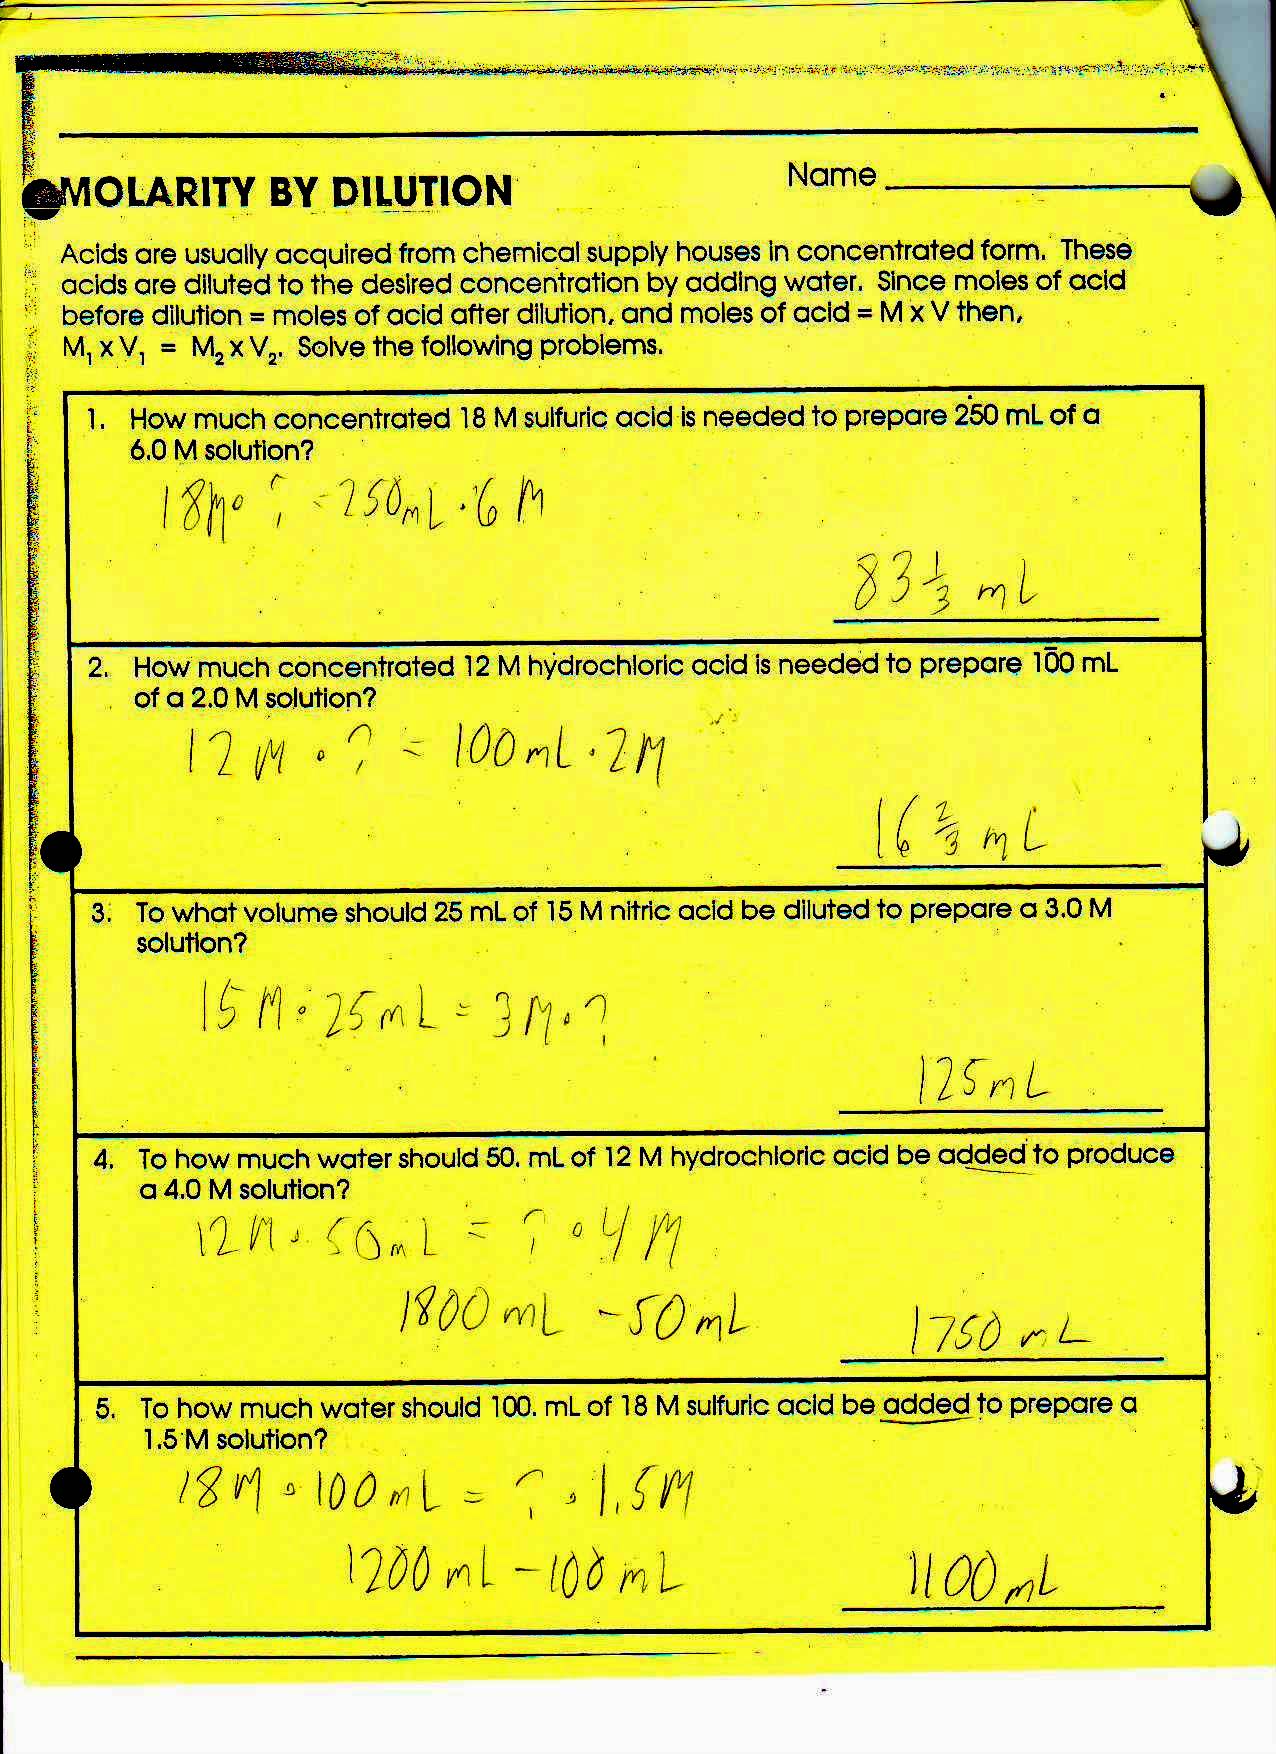 MOLARITY BY DILUTION
Name
Acids are usually acquired from chemical supply houses in concentrated form. These
acids are diluted to the desired concentration by adding water. Since moles of acid
before dilution = moles of acid after dilution, and moles of acid = M x V then,
M₁ x V₁ = M₂ x V₂. Solve the following problems.
1. How much concentrated 18 M sulfuric acid is needed to prepare 250 mL of a
6.0 M solution?
18M · ? = 250mL · 6 M
83 1/3 mL
2. How much concentrated 12 M hydrochloric acid is needed to prepare 100 mL
of a 2.0 M solution?
12 M · ? = 100 mL · 2M
16 2/3 mL
3. To what volume should 25 mL of 15 M nitric acid be diluted to prepare a 3.0 M
solution?
15 M · 25 mL = 3 M · ?
125 mL
4. To how much water should 50. mL of 12 M hydrochloric acid be added to produce
a 4.0 M solution?
12M · 50mL = ? · 4 M
1800 mL - 50 mL
1750 mL
5. To how much water should 100. mL of 18 M sulfuric acid be added to prepare a
1.5 M solution?
18 M · 100 mL = ? · 1.5M
1200 mL - 100 mL
1100 mL